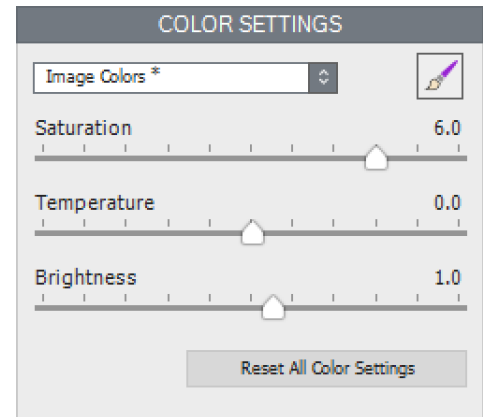 COLOR SETTINGS
Image Colors *
Saturation 6.0
Temperature 0.0
Brightness 1.0
Reset All Color Settings